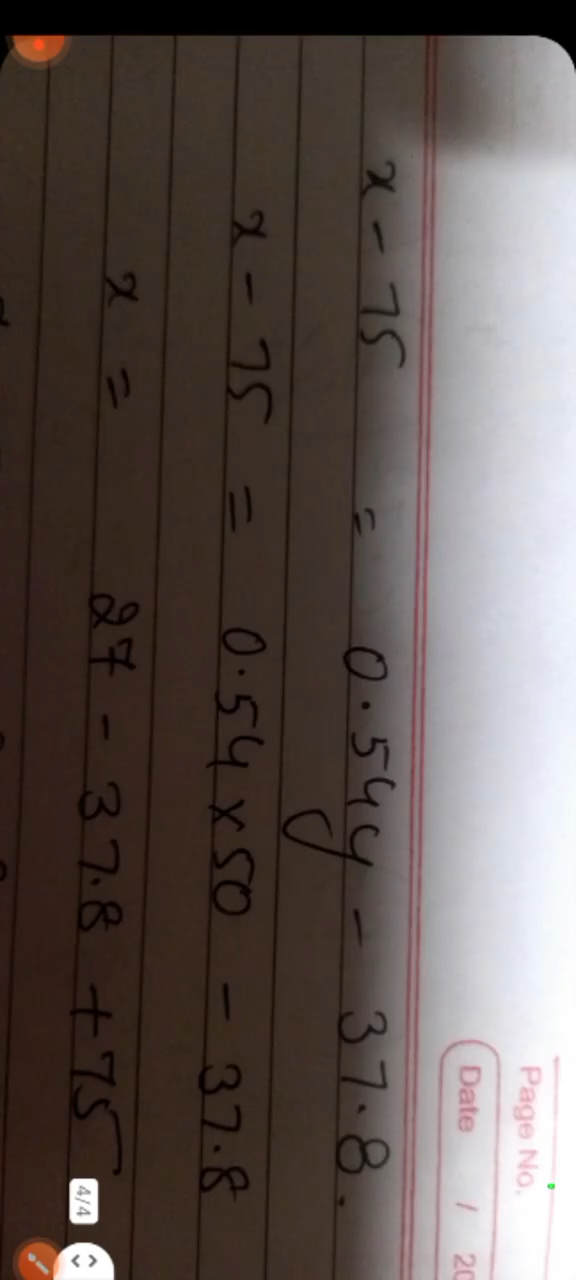 Page No.
Date / 20
x - 75 = 0.54y - 37.8.
x - 75 = 0.54 x 50 - 37.8
x = 27 - 37.8 + 75
4/4